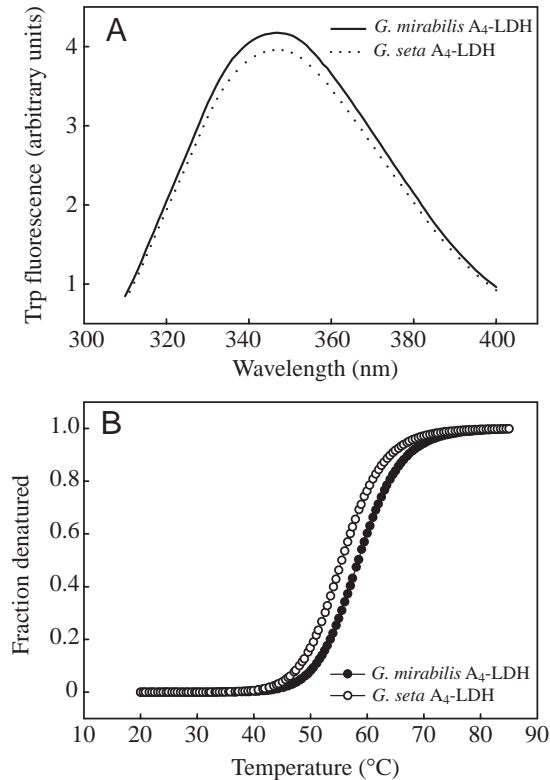 A
G. mirabilis A₄-LDH
G. seta A₄-LDH
Trp fluorescence (arbitrary units)
4
3
2
1
300 320 340 360 380 400
Wavelength (nm)
B
1.0
0.8
0.6
0.4
0.2
0
Fraction denatured
G. mirabilis A₄-LDH
G. seta A₄-LDH
10 20 30 40 50 60 70 80 90
Temperature (°C)